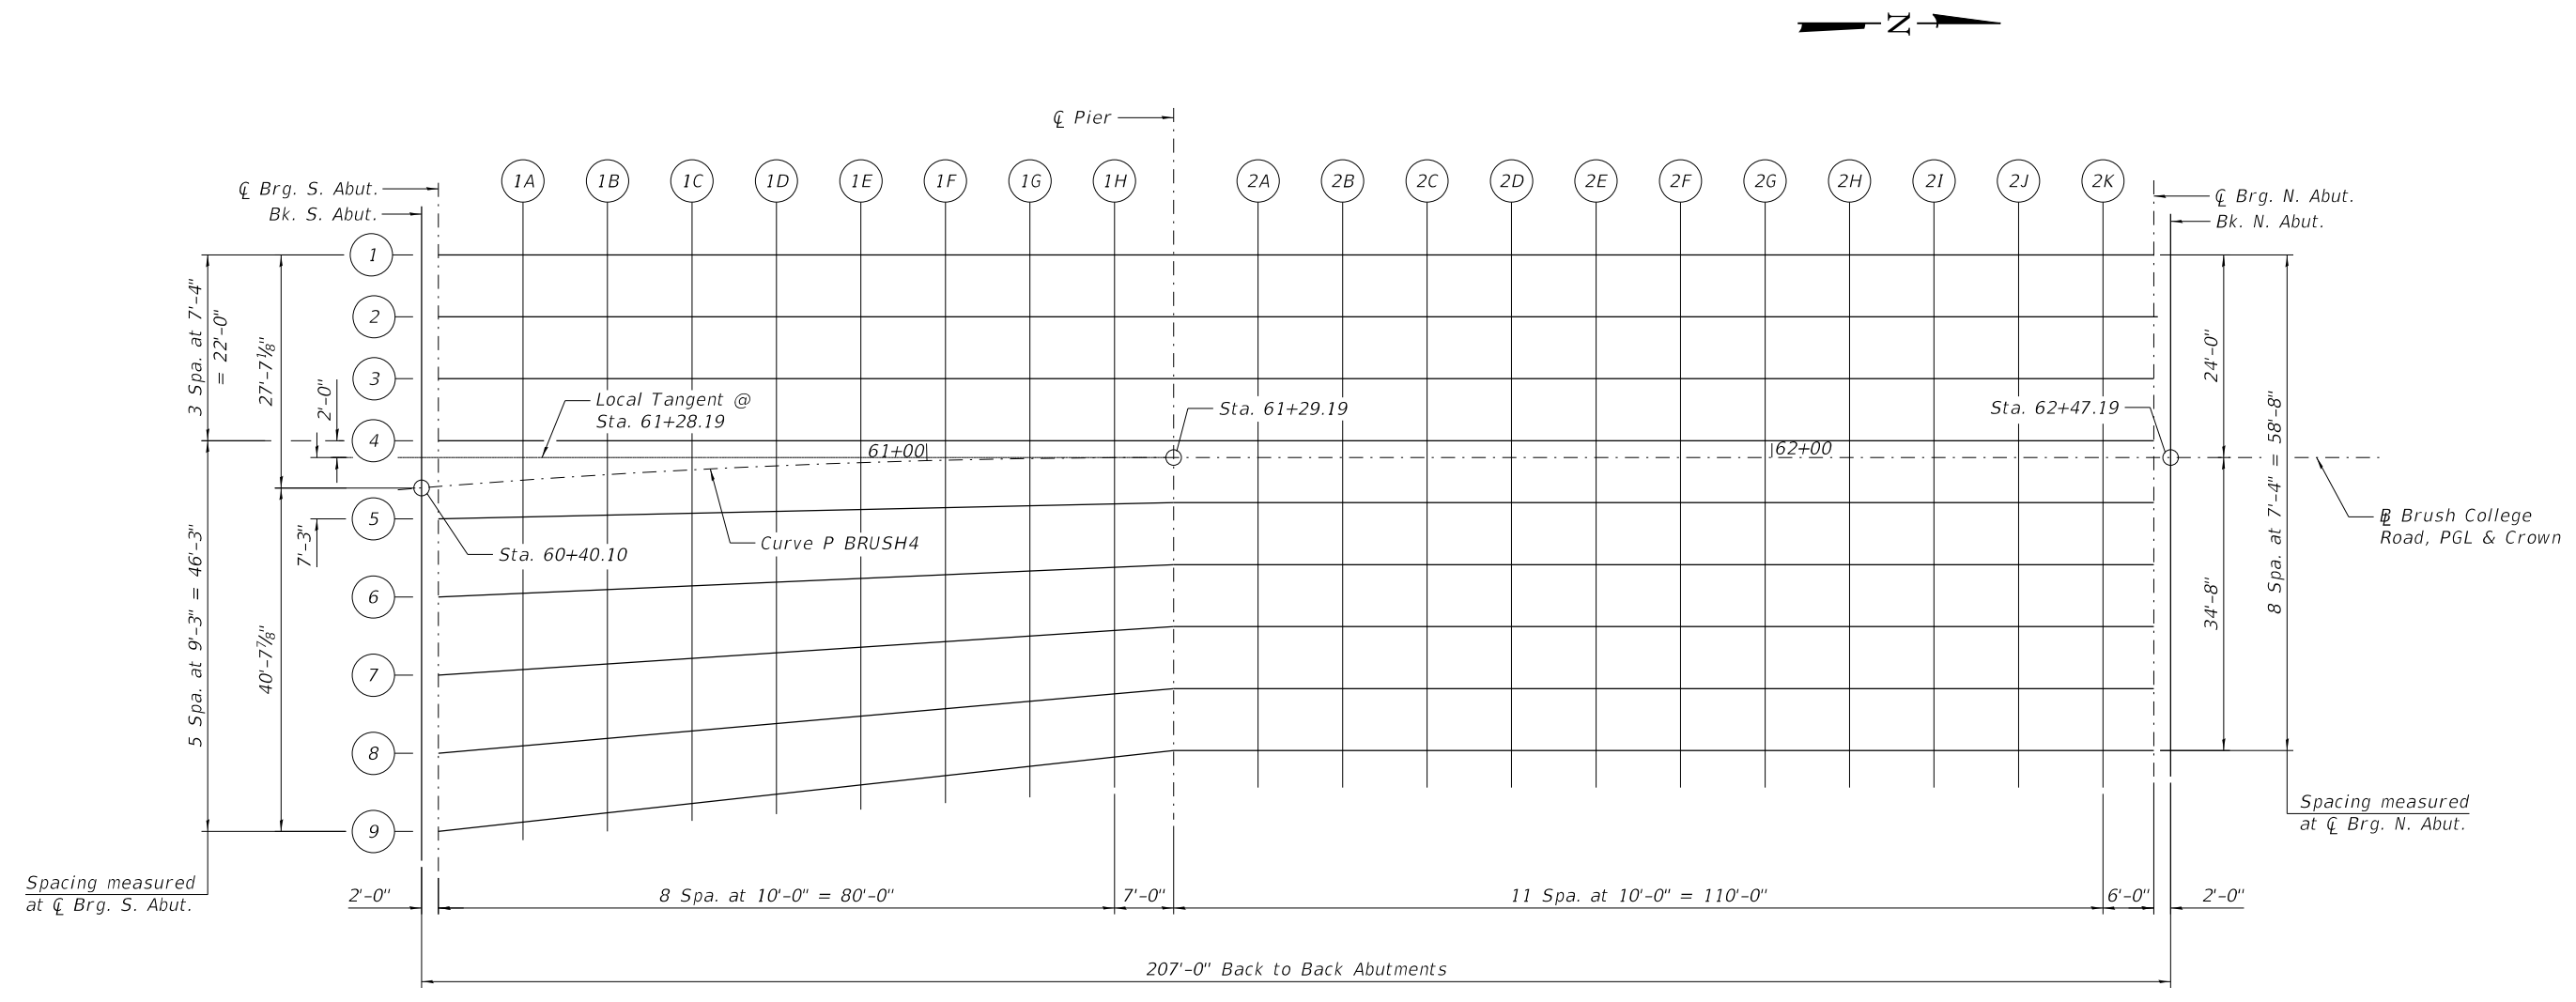 N
℄ Pier
1A
1B
1C
1D
1E
1F
1G
1H
2A
2B
2C
2D
2E
2F
2G
2H
2I
2J
2K
℄ Brg. S. Abut.
Bk. S. Abut.
℄ Brg. N. Abut.
Bk. N. Abut.
1
2
3
4
5
6
7
8
9
3 Spa. at 7'-4"
= 22'-0"
27'-7⅛"
2'-0"
7'-3"
5 Spa. at 9'-3" = 46'-3"
40'-7⅞"
Local Tangent @
Sta. 61+28.19
61+00
Sta. 61+29.19
62+00
Sta. 62+47.19
Sta. 60+40.10
Curve P BRUSH4
24'-0"
34'-8"
8 Spa. at 7'-4" = 58'-8"
B̵L Brush College
Road, PGL & Crown
Spacing measured
at ℄ Brg. N. Abut.
Spacing measured
at ℄ Brg. S. Abut.
2'-0"
8 Spa. at 10'-0" = 80'-0"
7'-0"
11 Spa. at 10'-0" = 110'-0"
6'-0"
2'-0"
207'-0" Back to Back Abutments